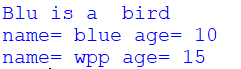 Blu is a  bird
name= blue age= 10
name= wpp age= 15